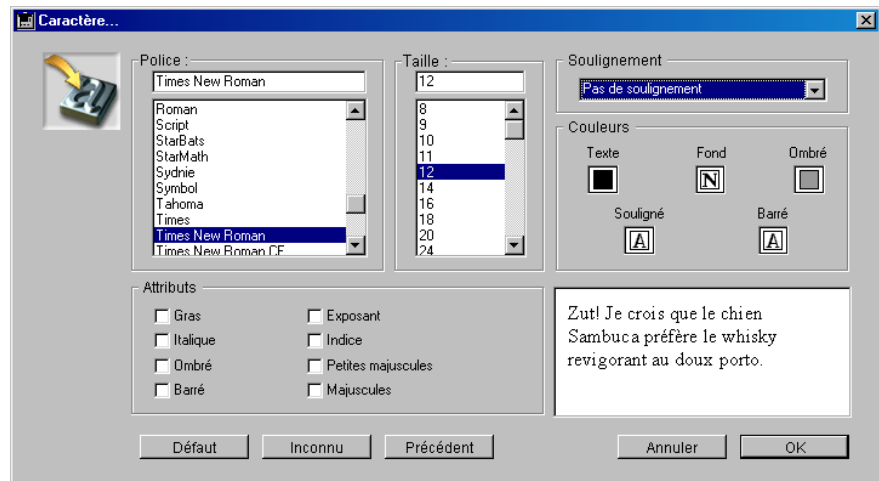 Caractère...
Police :
Times New Roman
Roman
Script
StarBats
StarMath
Sydnie
Symbol
Tahoma
Times
Times New Roman
Times New Roman CE
Taille :
12
8
9
10
11
12
14
16
18
20
24
Soulignement
Pas de soulignement
Couleurs
Texte Fond Ombré
N
Souligné Barré
A A
Attributs
Gras Exposant
Italique Indice
Ombré Petites majuscules
Barré Majuscules
Zut! Je crois que le chien
Sambuca préfère le whisky
revigorant au doux porto.
Défaut Inconnu Précédent Annuler OK